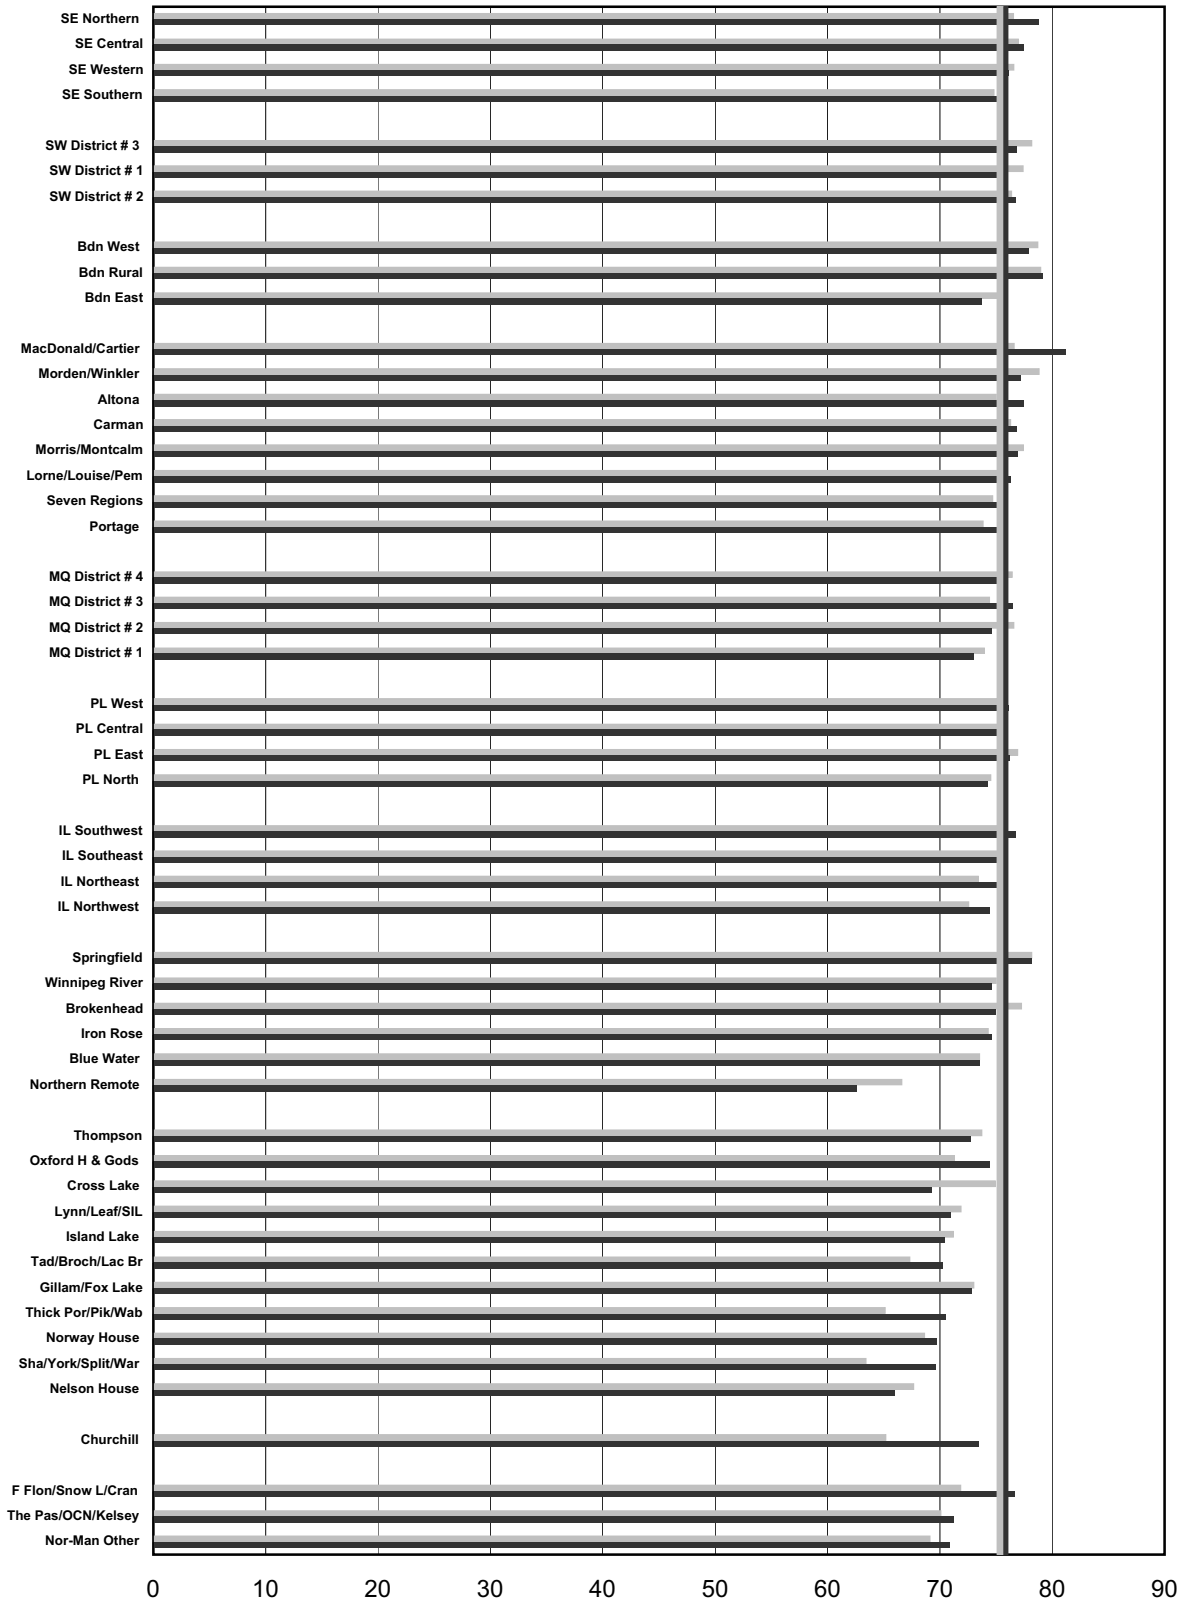 SE Northern
SE Central
SE Western
SE Southern
SW District # 3
SW District # 1
SW District # 2
Bdn West
Bdn Rural
Bdn East
MacDonald/Cartier
Morden/Winkler
Altona
Carman
Morris/Montcalm
Lorne/Louise/Pem
Seven Regions
Portage
MQ District # 4
MQ District # 3
MQ District # 2
MQ District # 1
PL West
PL Central
PL East
PL North
IL Southwest
IL Southeast
IL Northeast
IL Northwest
Springfield
Winnipeg River
Brokenhead
Iron Rose
Blue Water
Northern Remote
Thompson
Oxford H & Gods
Cross Lake
Lynn/Leaf/SIL
Island Lake
Tad/Broch/Lac Br
Gillam/Fox Lake
Thick Por/Pik/Wab
Norway House
Sha/York/Split/War
Nelson House
Churchill
F Flon/Snow L/Cran
The Pas/OCN/Kelsey
Nor-Man Other
0 10 20 30 40 50 60 70 80 90